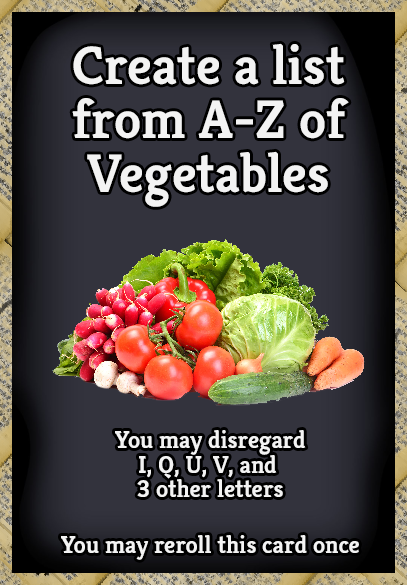 Create a list
from A-Z of
Vegetables
You may disregard
I, Q, U, V, and
3 other letters
You may reroll this card once